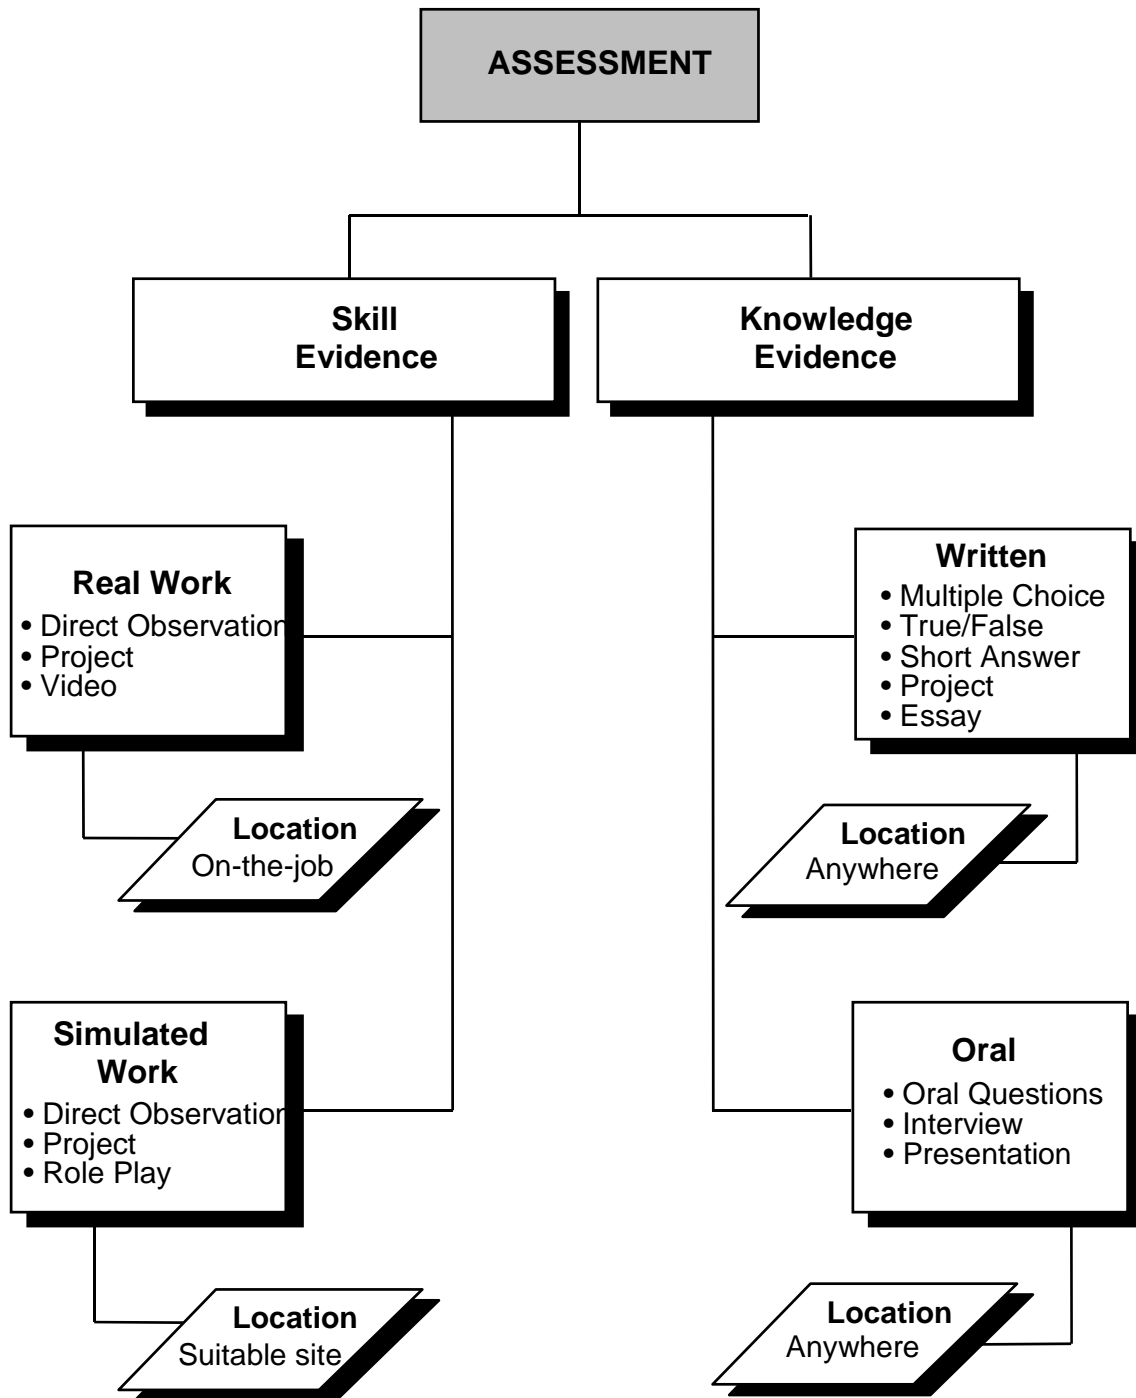 ASSESSMENT
Skill
Evidence
Knowledge
Evidence
Real Work
• Direct Observation
• Project
• Video
Location
On-the-job
Written
• Multiple Choice
• True/False
• Short Answer
• Project
• Essay
Location
Anywhere
Simulated
Work
• Direct Observation
• Project
• Role Play
Location
Suitable site
Oral
• Oral Questions
• Interview
• Presentation
Location
Anywhere